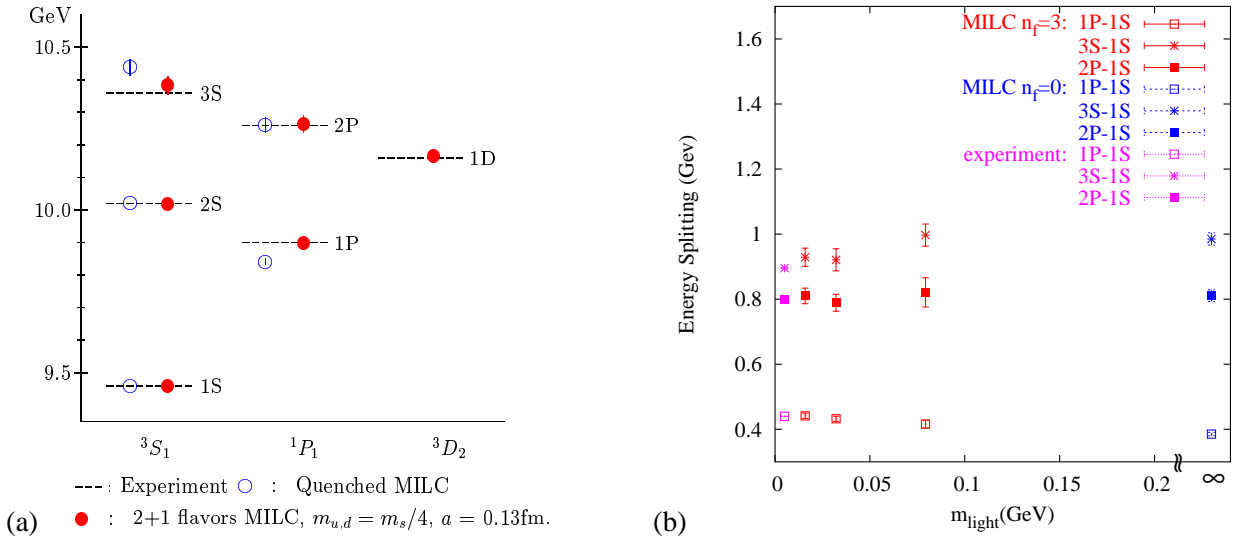 GeV
10.5
10.0
9.5
3S
2S
1S
2P
1P
1D
³S₁
¹P₁
³D₂
---- Experiment ○ : Quenched MILC
● : 2+1 flavors MILC, m_{u,d} = m_s/4, a = 0.13fm.
(a)
Energy Splitting (Gev)
1.6
1.4
1.2
1
0.8
0.6
0.4
0
0.05
0.1
0.15
0.2
∞
m_light(GeV)
MILC n_f=3: 1P-1S
3S-1S
2P-1S
MILC n_f=0: 1P-1S
3S-1S
2P-1S
experiment: 1P-1S
3S-1S
2P-1S
(b)